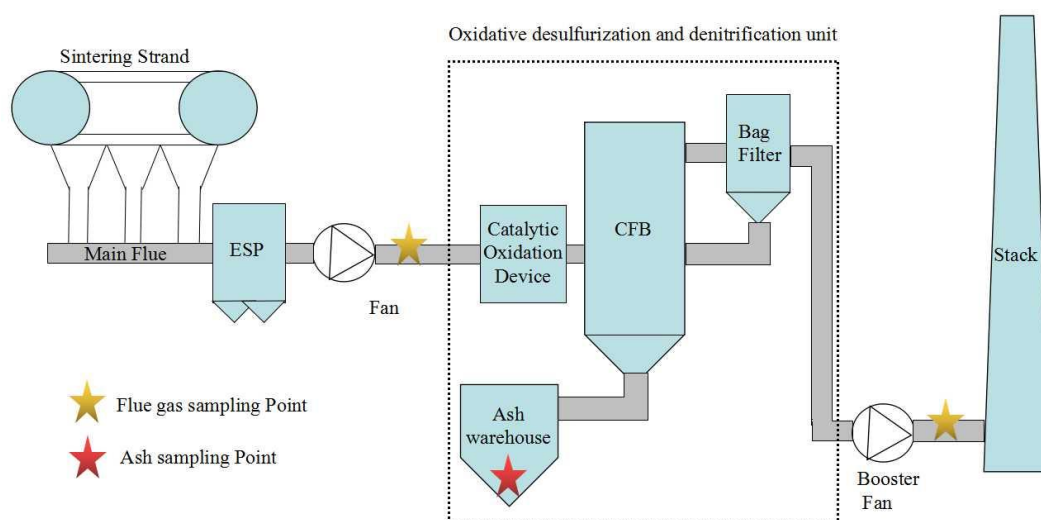 Oxidative desulfurization and denitrification unit
Sintering Strand
Bag
Filter
Catalytic
Oxidation
Device
CFB
ESP
Main Flue
Stack
Fan
Flue gas sampling Point
Ash
warehouse
Ash sampling Point
Booster
Fan